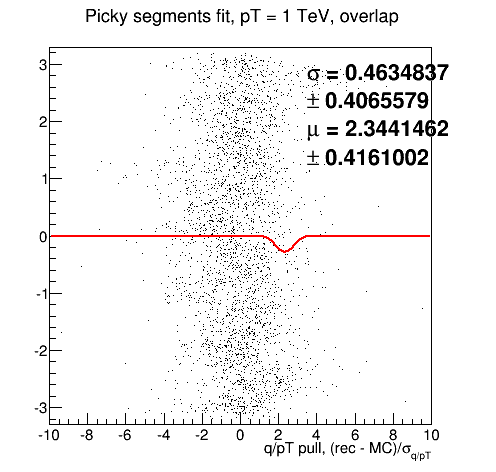 Picky segments fit, pT = 1 TeV, overlap
σ = 0.4634837
± 0.4065579
μ = 2.3441462
± 0.4161002
3
2
1
0
-1
-2
-3
-10 -8 -6 -4 -2 0 2 4 6 8 10
q/pT pull, (rec - MC)/σq/pT